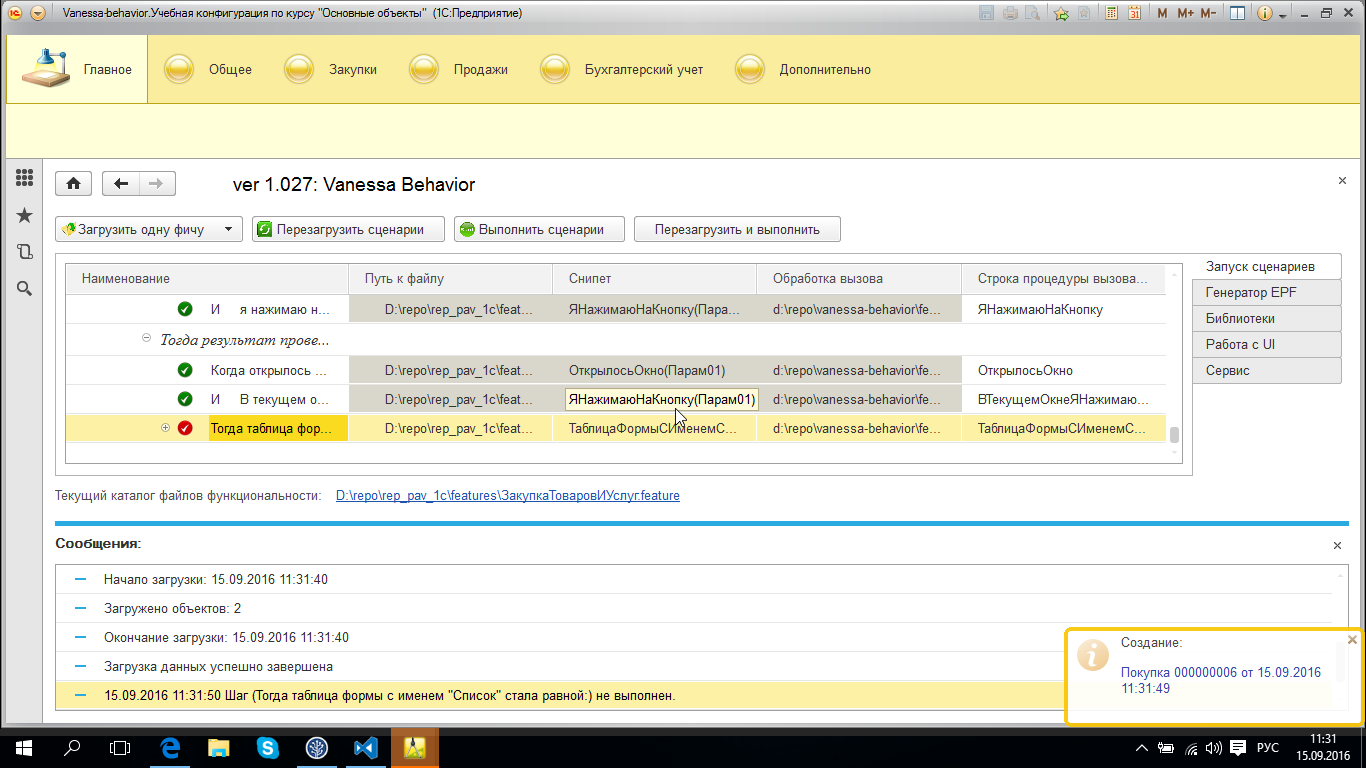 Vanessa-behavior.Учебная конфигурация по курсу "Основные объекты" (1С:Предприятие)
M M+ M-
Главное Общее Закупки Продажи Бухгалтерский учет Дополнительно
ver 1.027: Vanessa Behavior
Загрузить одну фичу Перезагрузить сценарии Выполнить сценарии Перезагрузить и выполнить
Наименование Путь к файлу Снипет Обработка вызова Строка процедуры вызова...
И я нажимаю н... D:\repo\rep_pav_1c\feat... ЯНажимаюНаКнопку(Пара... d:\repo\vanessa-behavior\fe... ЯНажимаюНаКнопку
Тогда результат прове...
Когда открылось ... D:\repo\rep_pav_1c\feat... ОткрылосьОкно(Парам01) d:\repo\vanessa-behavior\fe... ОткрылосьОкно
И В текущем о... D:\repo\rep_pav_1c\feat... ЯНажимаюНаКнопку(Парам01) d:\repo\vanessa-behavior\fe... ВТекущемОкнеЯНажимаю...
Тогда таблица фор... D:\repo\rep_pav_1c\feat... ТаблицаФормыСИменемС... d:\repo\vanessa-behavior\fe... ТаблицаФормыСИменемС...
Запуск сценариев
Генератор EPF
Библиотеки
Работа с UI
Сервис
Текущий каталог файлов функциональности: D:\repo\rep_pav_1c\features\ЗакупкаТоваровИУслуг.feature
Сообщения:
Начало загрузки: 15.09.2016 11:31:40
Загружено объектов: 2
Окончание загрузки: 15.09.2016 11:31:40
Загрузка данных успешно завершена
15.09.2016 11:31:50 Шаг (Тогда таблица формы с именем "Список" стала равной:) не выполнен.
Создание:
Покупка 000000006 от 15.09.2016
11:31:49
РУС
11:31
15.09.2016